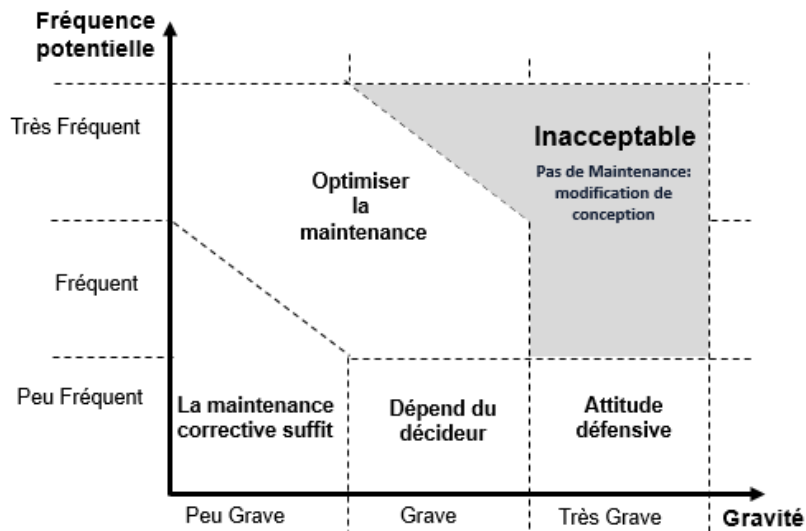 Fréquence
potentielle
Très Fréquent
Inacceptable
Pas de Maintenance:
modification de
conception
Optimiser
la
maintenance
Fréquent
Peu Fréquent
La maintenance
corrective suffit
Dépend du
décideur
Attitude
défensive
Peu Grave
Grave
Très Grave
Gravité